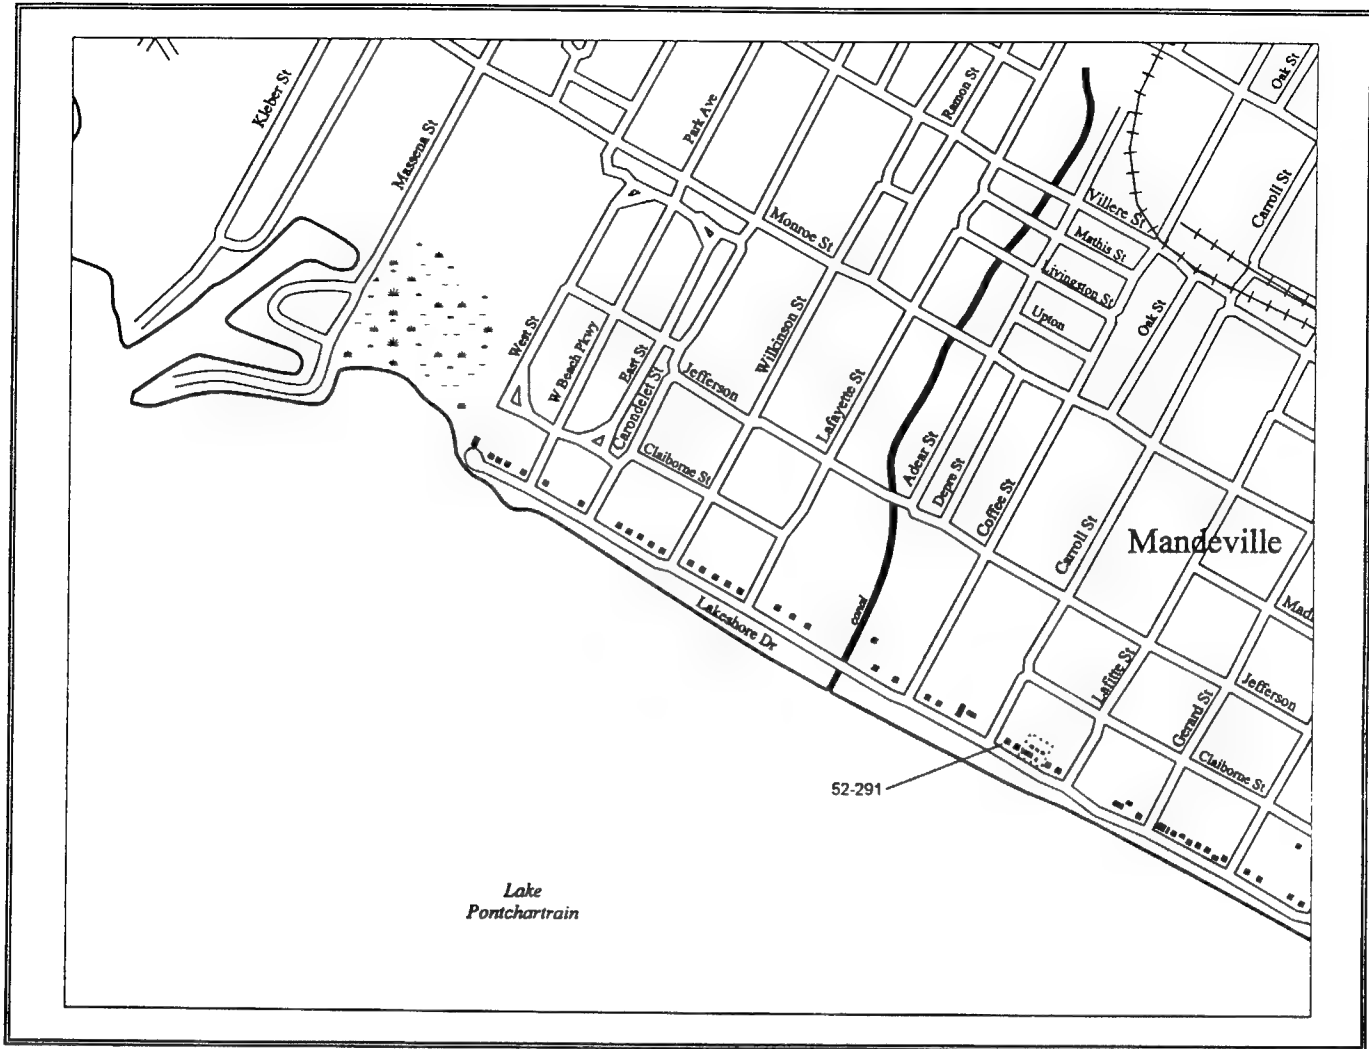 Kleber St
Massena St
Park Ave
Ramon St
Oak St
Carroll St
Villere St
Mathis St
Livingston St
Upton
Oak St
Monroe St
Wilkinson St
Lafayette St
West St
W Beach Pkwy
East St
Carondelet St
Jefferson
Claiborne St
Adear St
Depre St
Coffee St
Carroll St
Mandeville
Madi
Lakeshore Dr
canal
Lafitte St
Gerard St
Jefferson
Claiborne St
52-291
Lake
Pontchartrain